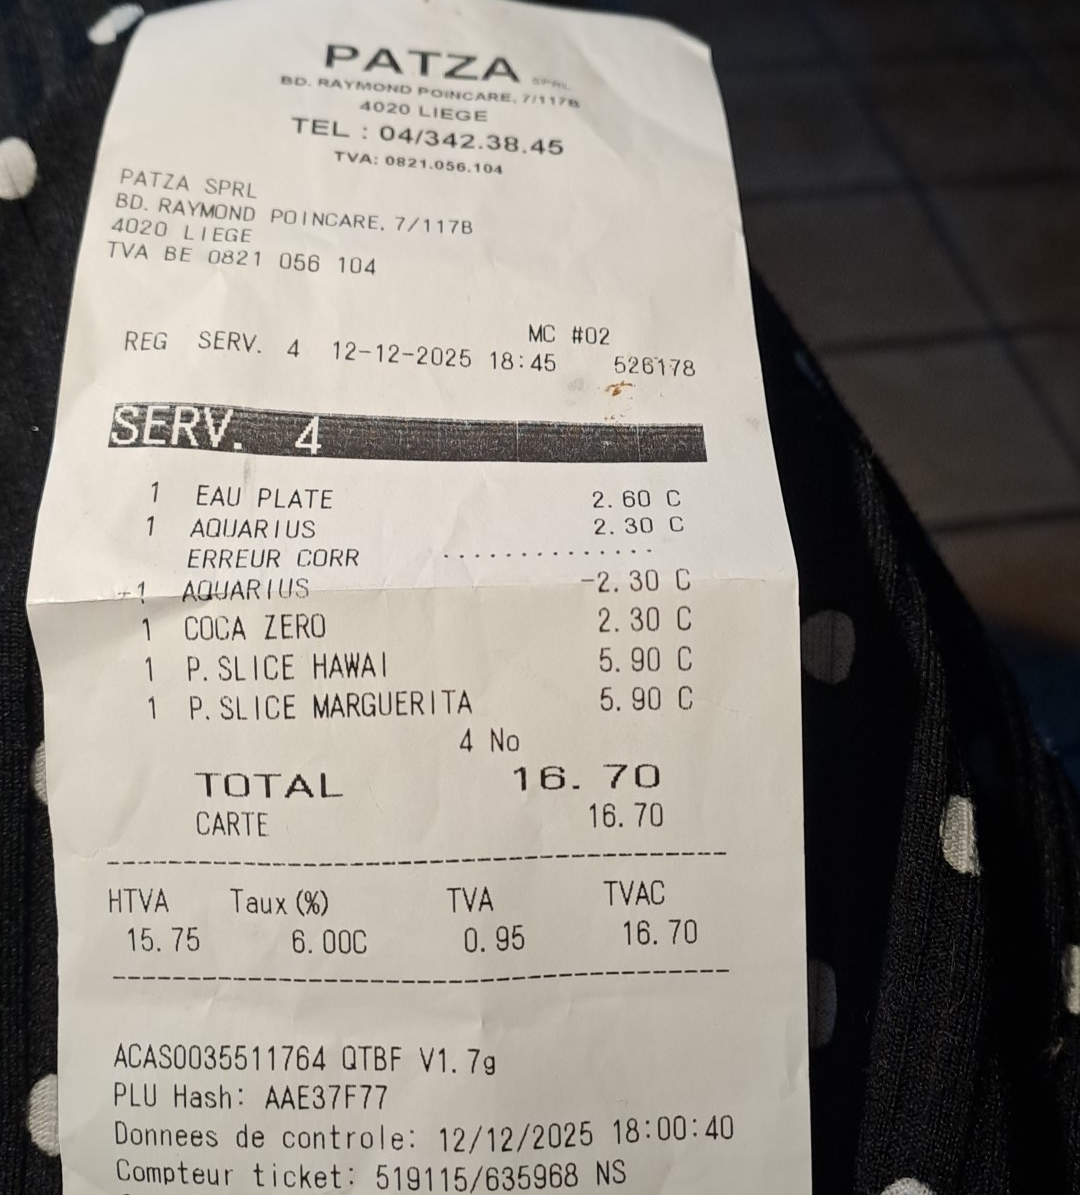 PATZA SPRL
BD. RAYMOND POINCARE, 7/117B
4020 LIEGE
TEL : 04/342.38.45
TVA: 0821.056.104
PATZA SPRL
BD. RAYMOND POINCARE, 7/117B
4020 LIEGE
TVA BE 0821 056 104
MC #02
REG SERV. 4 12-12-2025 18:45 526178
SERV. 4
1 EAU PLATE 2.60 C
1 AQUARIUS 2.30 C
ERREUR CORR ..............
-1 AQUARIUS -2.30 C
1 COCA ZERO 2.30 C
1 P.SLICE HAWAI 5.90 C
1 P.SLICE MARGUERITA 5.90 C
4 No
TOTAL 16.70
CARTE 16.70
HTVA Taux (%) TVA TVAC
15.75 6.00C 0.95 16.70
ACAS0035511764 QTBF V1.7g
PLU Hash: AAE37F77
Donnees de controle: 12/12/2025 18:00:40
Compteur ticket: 519115/635968 NS